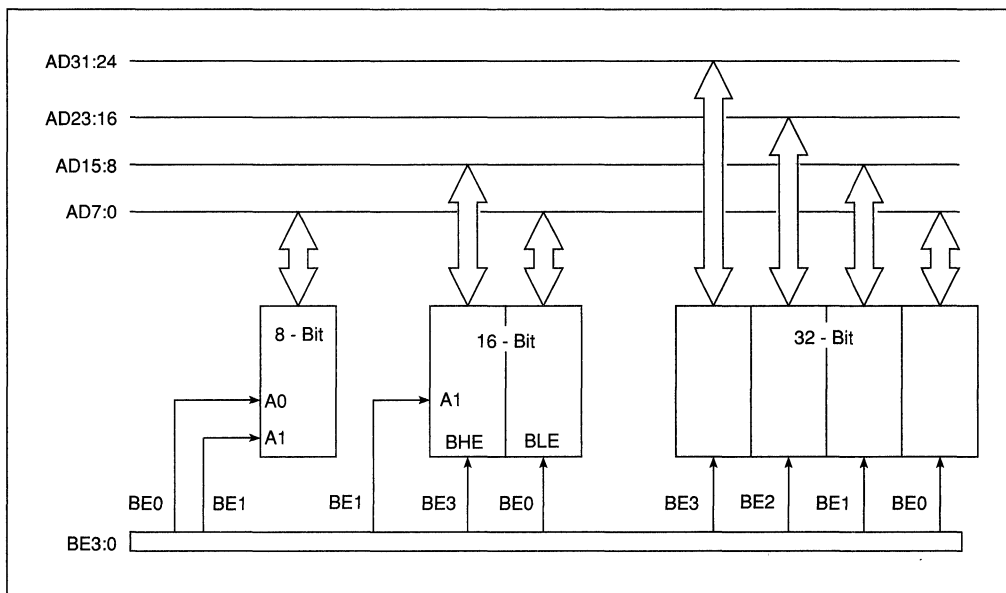 AD31:24
AD23:16
AD15:8
AD7:0
8 - Bit
16 - Bit
32 - Bit
A0
A1
A1
BHE
BLE
BE0
BE1
BE1
BE3
BE0
BE3
BE2
BE1
BE0
BE3:0